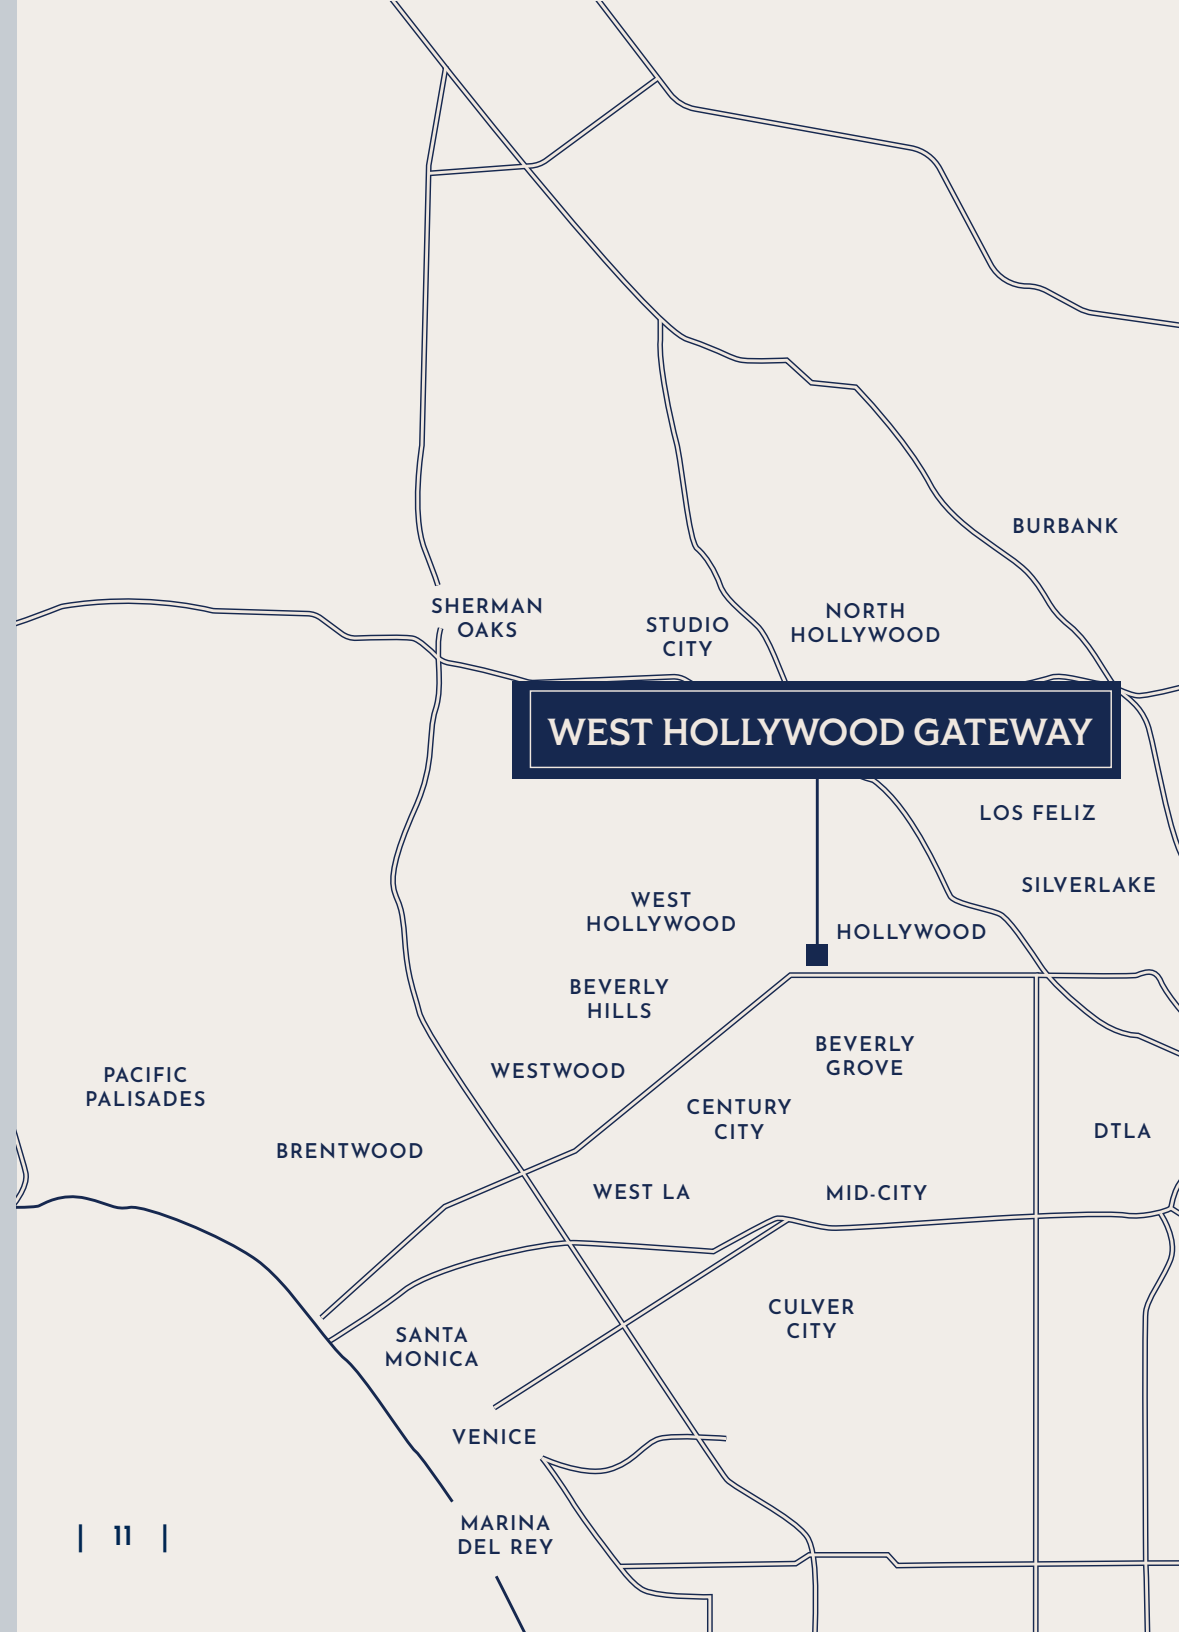 BURBANK
SHERMAN
OAKS
STUDIO
CITY
NORTH
HOLLYWOOD
WEST HOLLYWOOD GATEWAY
LOS FELIZ
SILVERLAKE
WEST
HOLLYWOOD
HOLLYWOOD
BEVERLY
HILLS
BEVERLY
GROVE
WESTWOOD
PACIFIC
PALISADES
CENTURY
CITY
DTLA
BRENTWOOD
WEST LA
MID-CITY
CULVER
CITY
SANTA
MONICA
VENICE
MARINA
DEL REY
| 11 |